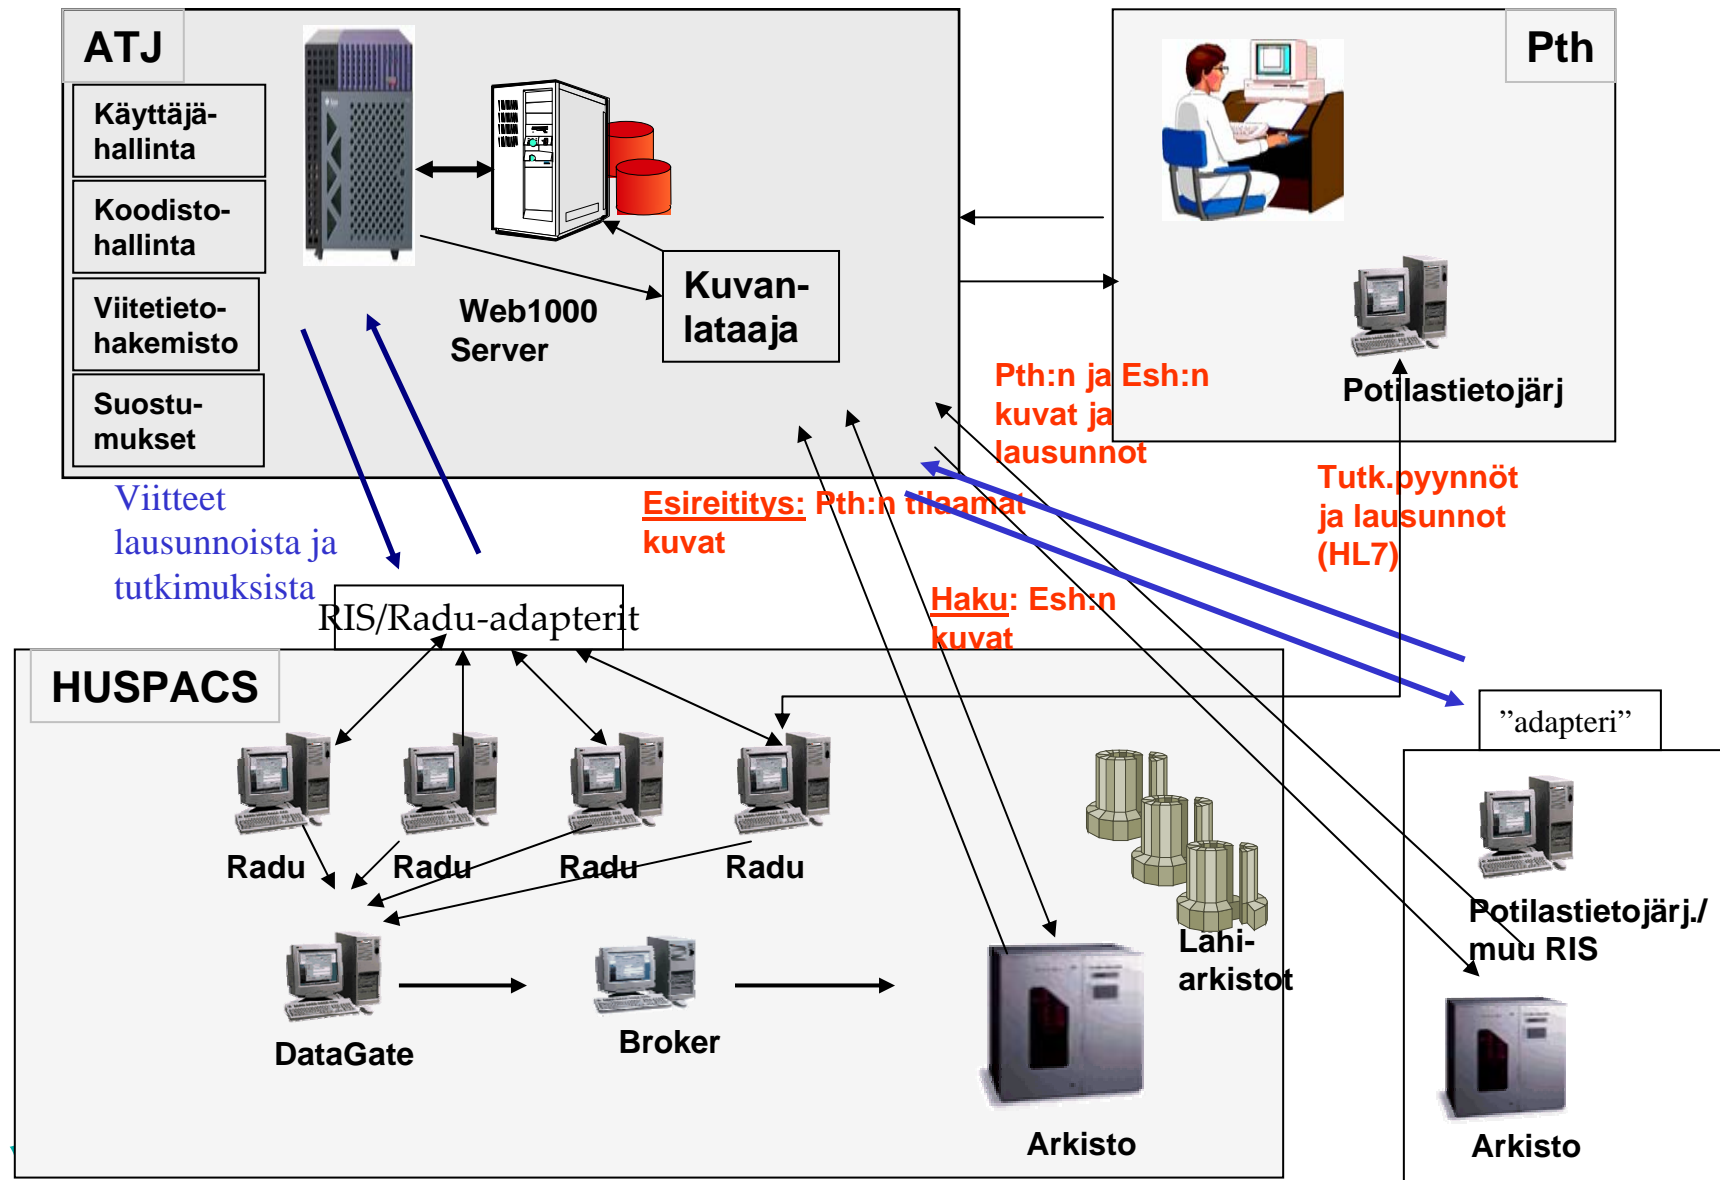 ATJ
Käyttäjä-
hallinta
Koodisto-
hallinta
Viitetieto-
hakemisto
Suostu-
mukset
Web1000
Server
Kuvan-
lataaja
Pth
Potilastietojärj
Pth:n ja Esh:n
kuvat ja
lausunnot
Tutk.pyynnöt
ja lausunnot
(HL7)
Viitteet
lausunnoista ja
tutkimuksista
Esireititys: Pth:n tilaamat
kuvat
Haku: Esh:n
kuvat
RIS/Radu-adapterit
HUSPACS
Radu
Radu
Radu
Radu
DataGate
Broker
Lähi-
arkistot
Arkisto
”adapteri”
Potilastietojärj./
muu RIS
Arkisto